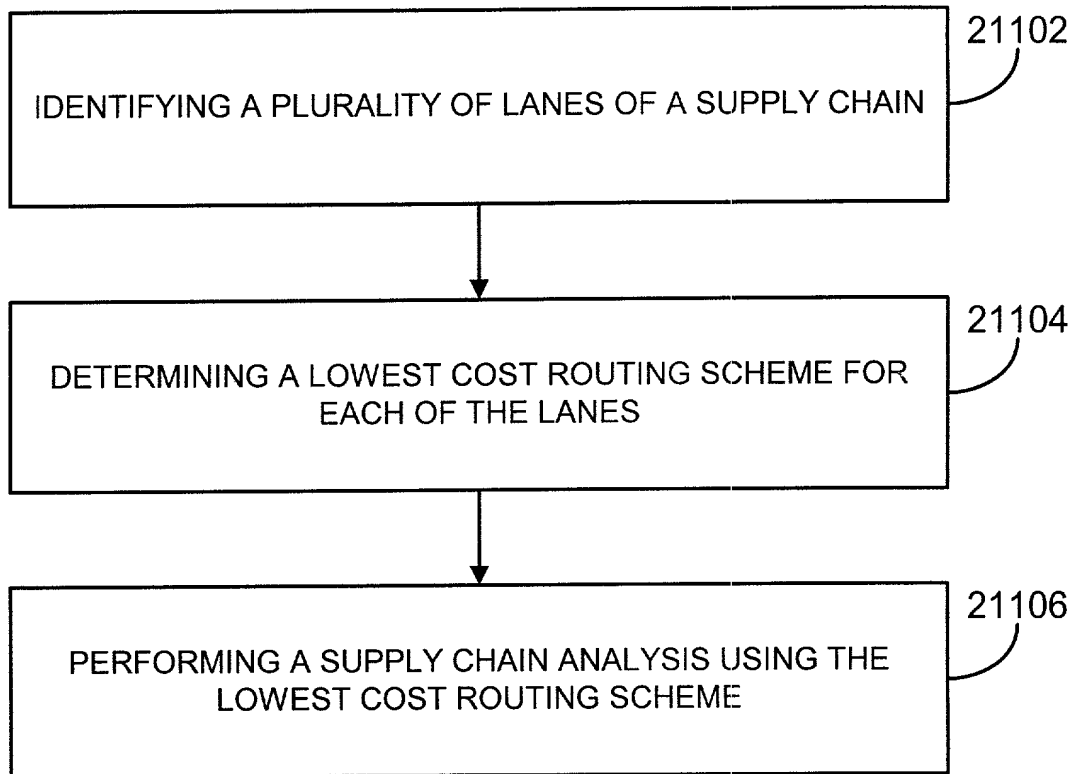 21102
IDENTIFYING A PLURALITY OF LANES OF A SUPPLY CHAIN
21104
DETERMINING A LOWEST COST ROUTING SCHEME FOR
EACH OF THE LANES
21106
PERFORMING A SUPPLY CHAIN ANALYSIS USING THE
LOWEST COST ROUTING SCHEME